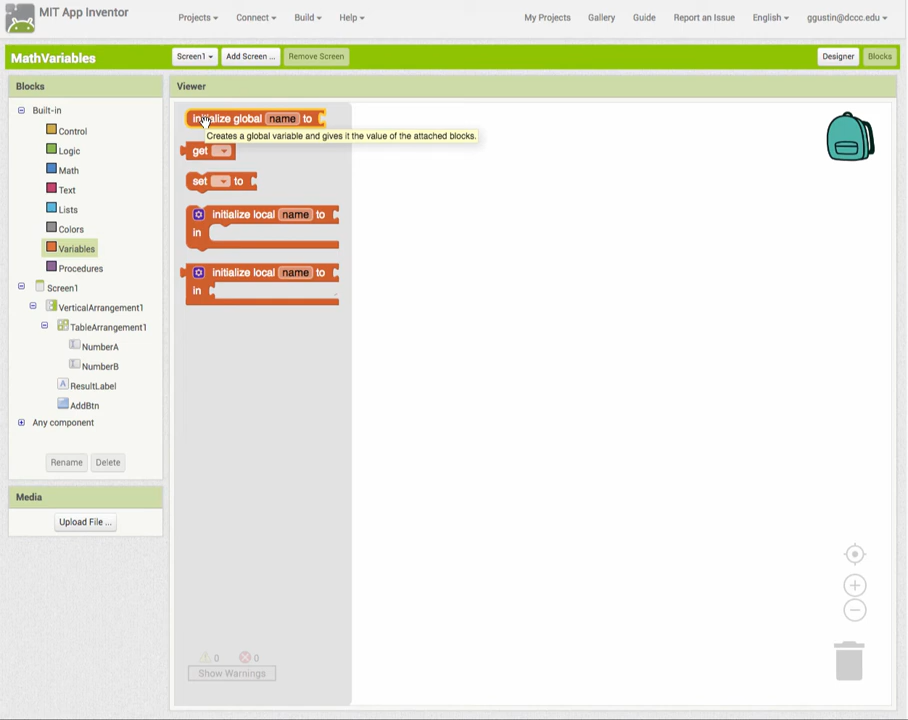 MIT App Inventor
Projects Connect Build Help My Projects Gallery Guide Report an Issue English ggustin@dccc.edu
MathVariables Screen1 Add Screen ... Remove Screen Designer Blocks
Blocks
Viewer
Built-in
Control
Logic
Math
Text
Lists
Colors
Variables
Procedures
Screen1
VerticalArrangement1
TableArrangement1
NumberA
NumberB
A ResultLabel
AddBtn
Any component
Rename Delete
Media
Upload File ...
initialize global name to
Creates a global variable and gives it the value of the attached blocks.
get
set to
initialize local name to
in
initialize local name to
in
0 0
Show Warnings